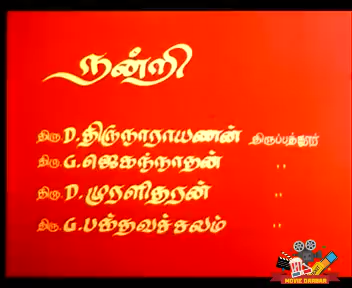 நன்றி
திரு. D. திருநாராயணன் திருப்பத்தூர்
திரு. G. ஜெகந்நாதன் ,,
திரு. D. முரளிதரன் ,,
திரு. G. பக்தவச்சலம் ,,
MOVIE DARBAR